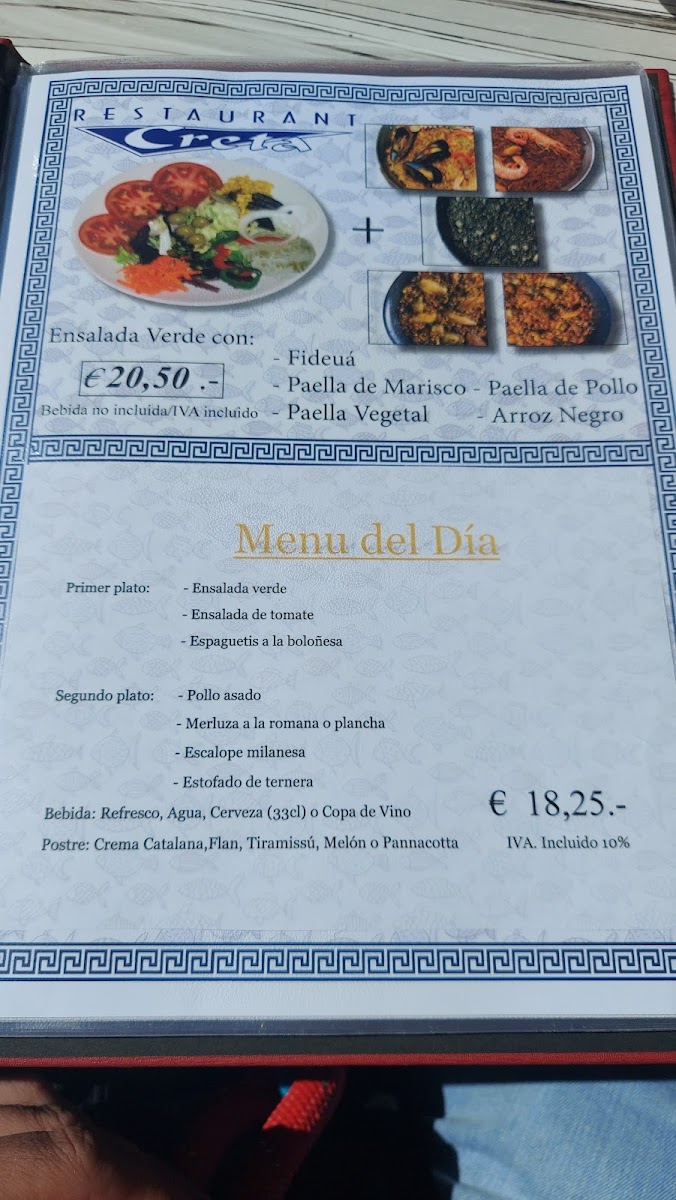 RESTAURANT
Creta
+
Ensalada Verde con:
€20,50 .-
Bebida no incluida/IVA incluido
- Fideuá
- Paella de Marisco - Paella de Pollo
- Paella Vegetal - Arroz Negro
Menu del Día
Primer plato: - Ensalada verde
- Ensalada de tomate
- Espaguetis a la boloñesa
Segundo plato: - Pollo asado
- Merluza a la romana o plancha
- Escalope milanesa
- Estofado de ternera
Bebida: Refresco, Agua, Cerveza (33cl) o Copa de Vino
€ 18,25.-
Postre: Crema Catalana,Flan, Tiramissú, Melón o Pannacotta
IVA. Incluido 10%